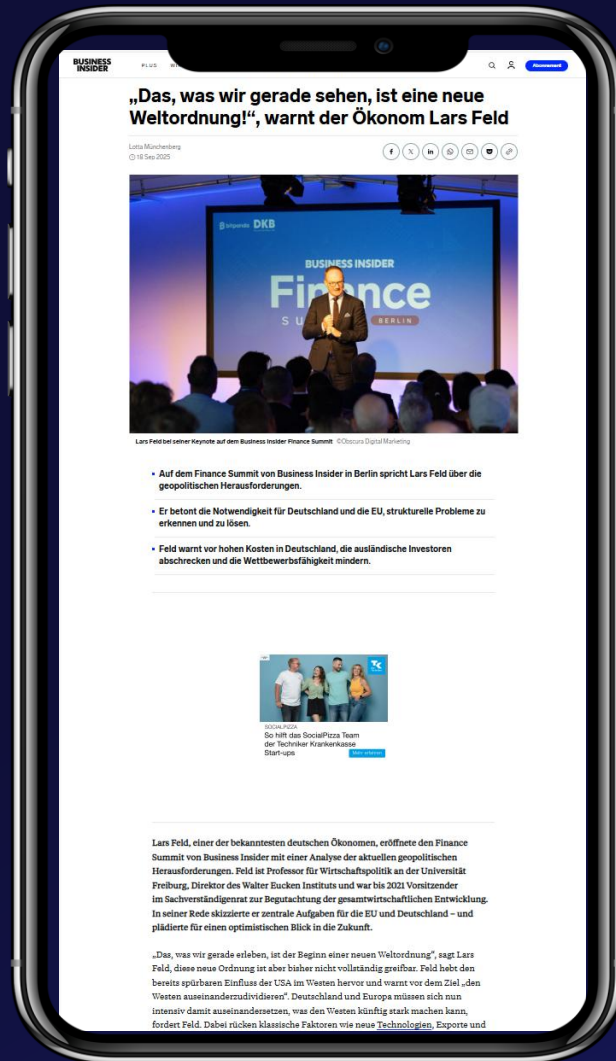 BUSINESS
INSIDER
PLUS
Abonnement
„Das, was wir gerade sehen, ist eine neue
Weltordnung!“, warnt der Ökonom Lars Feld
Lotta Münchenberg
18 Sep 2025
bitpanda DKB
BUSINESS INSIDER
Finance
BERLIN
Lars Feld bei seiner Keynote auf dem Business Insider Finance Summit ©Obscura Digital Marketing
Auf dem Finance Summit von Business Insider in Berlin spricht Lars Feld über die
geopolitischen Herausforderungen.
Er betont die Notwendigkeit für Deutschland und die EU, strukturelle Probleme zu
erkennen und zu lösen.
Feld warnt vor hohen Kosten in Deutschland, die ausländische Investoren
abschrecken und die Wettbewerbsfähigkeit mindern.
SOCIALPIZZA
So hilft das SocialPizza Team
der Techniker Krankenkasse
Start-ups
Mehr erfahren
Lars Feld, einer der bekanntesten deutschen Ökonomen, eröffnete den Finance
Summit von Business Insider mit einer Analyse der aktuellen geopolitischen
Herausforderungen. Feld ist Professor für Wirtschaftspolitik an der Universität
Freiburg, Direktor des Walter Eucken Instituts und war bis 2021 Vorsitzender
im Sachverständigenrat zur Begutachtung der gesamtwirtschaftlichen Entwicklung.
In seiner Rede skizzierte er zentrale Aufgaben für die EU und Deutschland – und
plädierte für einen optimistischen Blick in die Zukunft.
„Das, was wir gerade erleben, ist der Beginn einer neuen Weltordnung“, sagt Lars
Feld, diese neue Ordnung ist aber bisher nicht vollständig greifbar. Feld hebt den
bereits spürbaren Einfluss der USA im Westen hervor und warnt vor dem Ziel „den
Westen auseinanderzudividieren“. Deutschland und Europa müssen sich nun
intensiv damit auseinandersetzen, was den Westen künftig stark machen kann,
fordert Feld. Dabei rücken klassische Faktoren wie neue Technologien, Exporte und